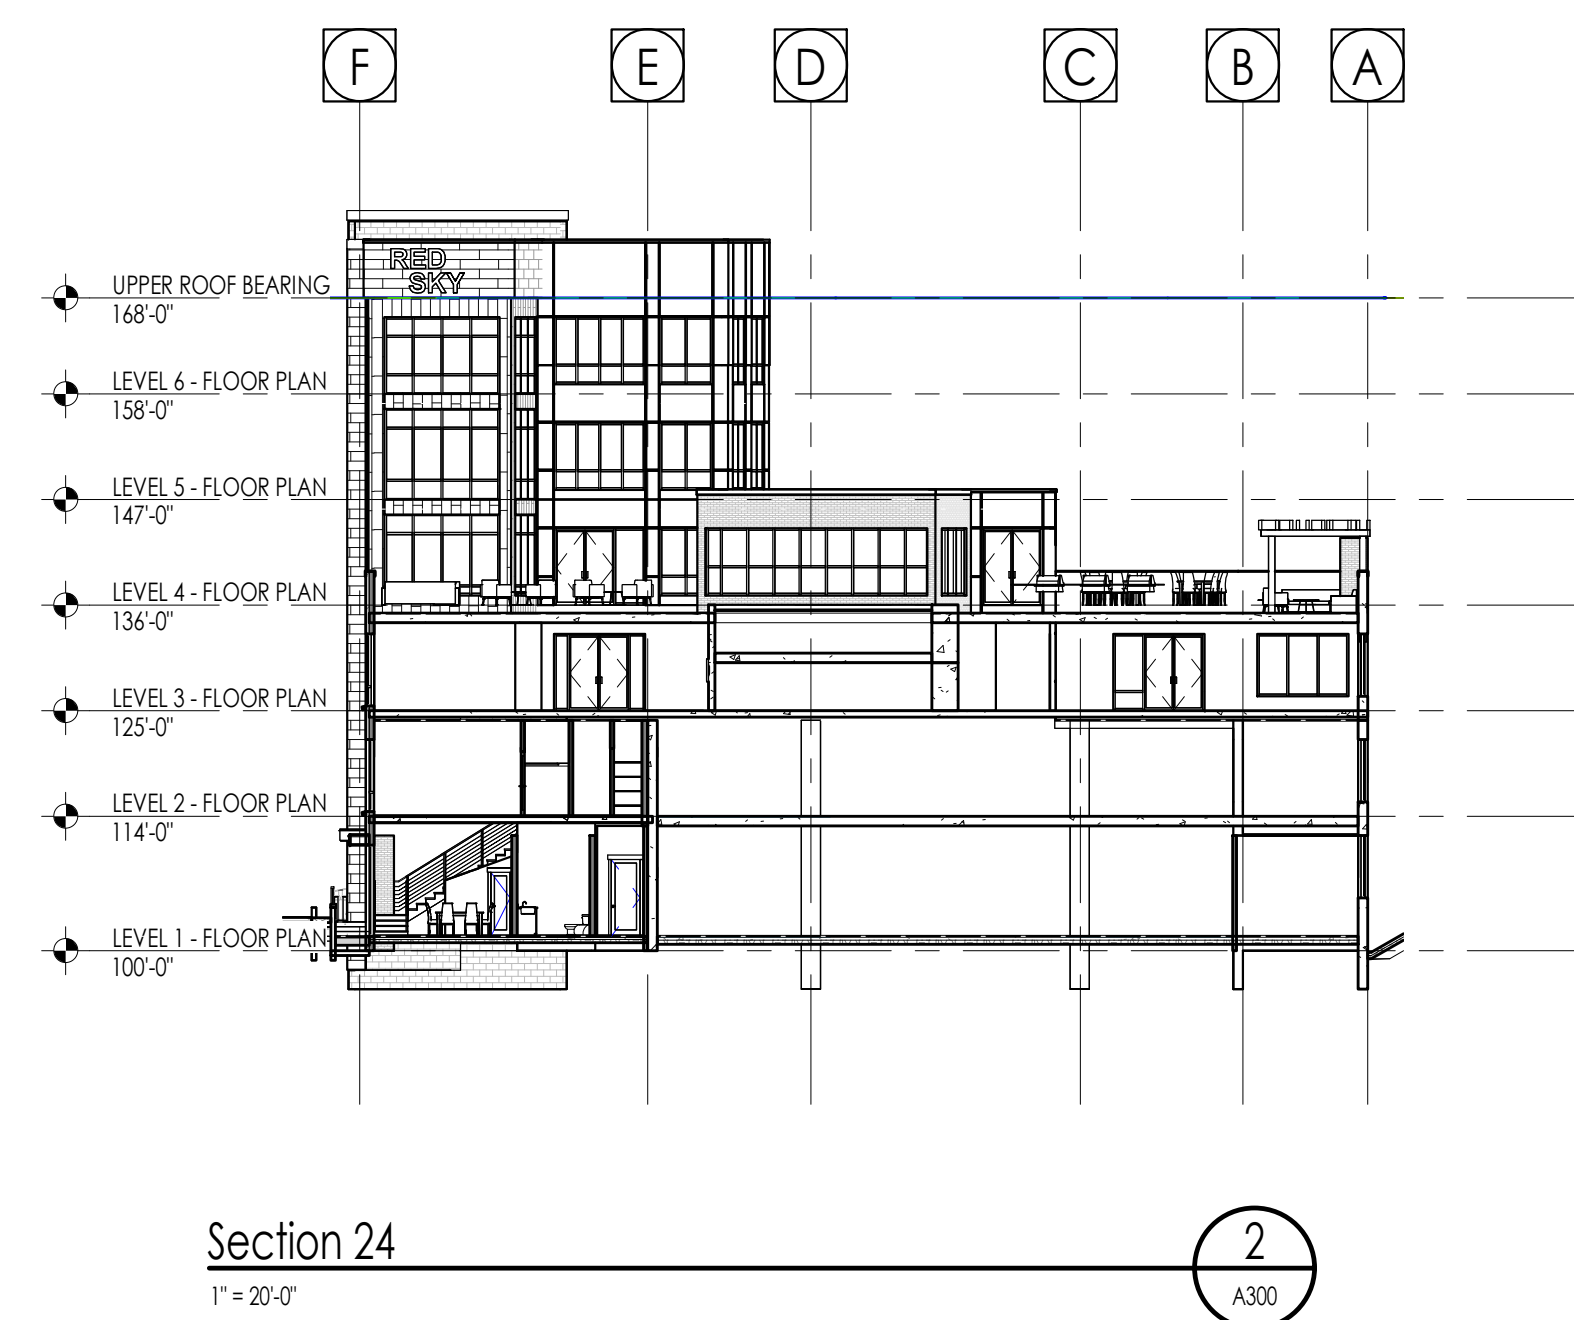 F E D C B A
RED
SKY
UPPER ROOF BEARING
168'-0"
LEVEL 6 - FLOOR PLAN
158'-0"
LEVEL 5 - FLOOR PLAN
147'-0"
LEVEL 4 - FLOOR PLAN
136'-0"
LEVEL 3 - FLOOR PLAN
125'-0"
LEVEL 2 - FLOOR PLAN
114'-0"
LEVEL 1 - FLOOR PLAN
100'-0"
Section 24
1" = 20'-0"
2
A300